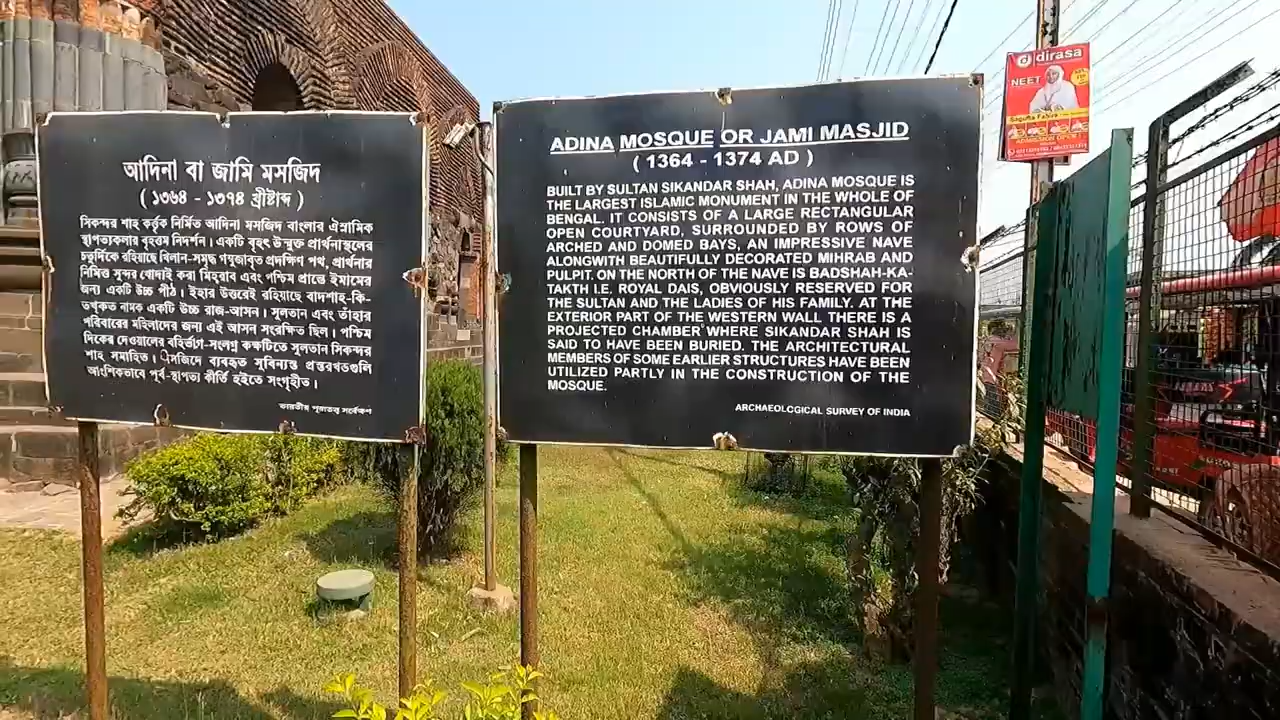 আদিনা বা জামি মসজিদ
( ১৩৬৪ - ১৩৭৪ খ্রীষ্টাব্দ )
সিকন্দর শাহ কর্ত্তৃক নির্মিত আদিনা মসজিদ বাংলার ঐস্লামিক
স্থাপত্যকলার বৃহত্তম নিদর্শন । একটি বৃহৎ উন্মুক্ত প্রার্থনাস্থলের
চতুর্দিকে রহিয়াছে খিলান-সমৃদ্ধ গম্বুজাবৃত প্রদক্ষিণ পথ, প্রার্থনার
নিমিত্ত সুন্দর খোদাই করা মিহ্‌রাব এবং পশ্চিম প্রান্তে ইমামের
জন্য একটি উচ্চ পীঠ । ইহার উত্তরেই রহিয়াছে বাদশাহ-কি-
তখ্‌ত নামক একটি উচ্চ রাজ-আসন । সুলতান এবং তাঁহার
পরিবারের মহিলাদের জন্য এই আসন সংরক্ষিত ছিল । পশ্চিম
দিকের দেওয়ালের বহির্ভাগ-সংলগ্ন কক্ষটিতে সুলতান সিকন্দর
শাহ সমাহিত । মসজিদে ব্যবহৃত সুবিন্যস্ত প্রস্তরখণ্ডগুলি
আংশিকভাবে পূর্ব-স্থাপত্য কীর্তি হইতে সংগৃহীত ।
ভারতীয় পুরাতত্ত্ব সর্বেক্ষণ
ADINA MOSQUE OR JAMI MASJID
( 1364 - 1374 AD )
BUILT BY SULTAN SIKANDAR SHAH, ADINA MOSQUE IS
THE LARGEST ISLAMIC MONUMENT IN THE WHOLE OF
BENGAL. IT CONSISTS OF A LARGE RECTANGULAR
OPEN COURTYARD, SURROUNDED BY ROWS OF
ARCHED AND DOMED BAYS, AN IMPRESSIVE NAVE
ALONGWITH BEAUTIFULLY DECORATED MIHRAB AND
PULPIT. ON THE NORTH OF THE NAVE IS BADSHAH-KA-
TAKTH I.E. ROYAL DAIS, OBVIOUSLY RESERVED FOR
THE SULTAN AND THE LADIES OF HIS FAMILY. AT THE
EXTERIOR PART OF THE WESTERN WALL THERE IS A
PROJECTED CHAMBER WHERE SIKANDAR SHAH IS
SAID TO HAVE BEEN BURIED. THE ARCHITECTURAL
MEMBERS OF SOME EARLIER STRUCTURES HAVE BEEN
UTILIZED PARTLY IN THE CONSTRUCTION OF THE
MOSQUE.
ARCHAEOLOGICAL SURVEY OF INDIA
dirasa
NEET